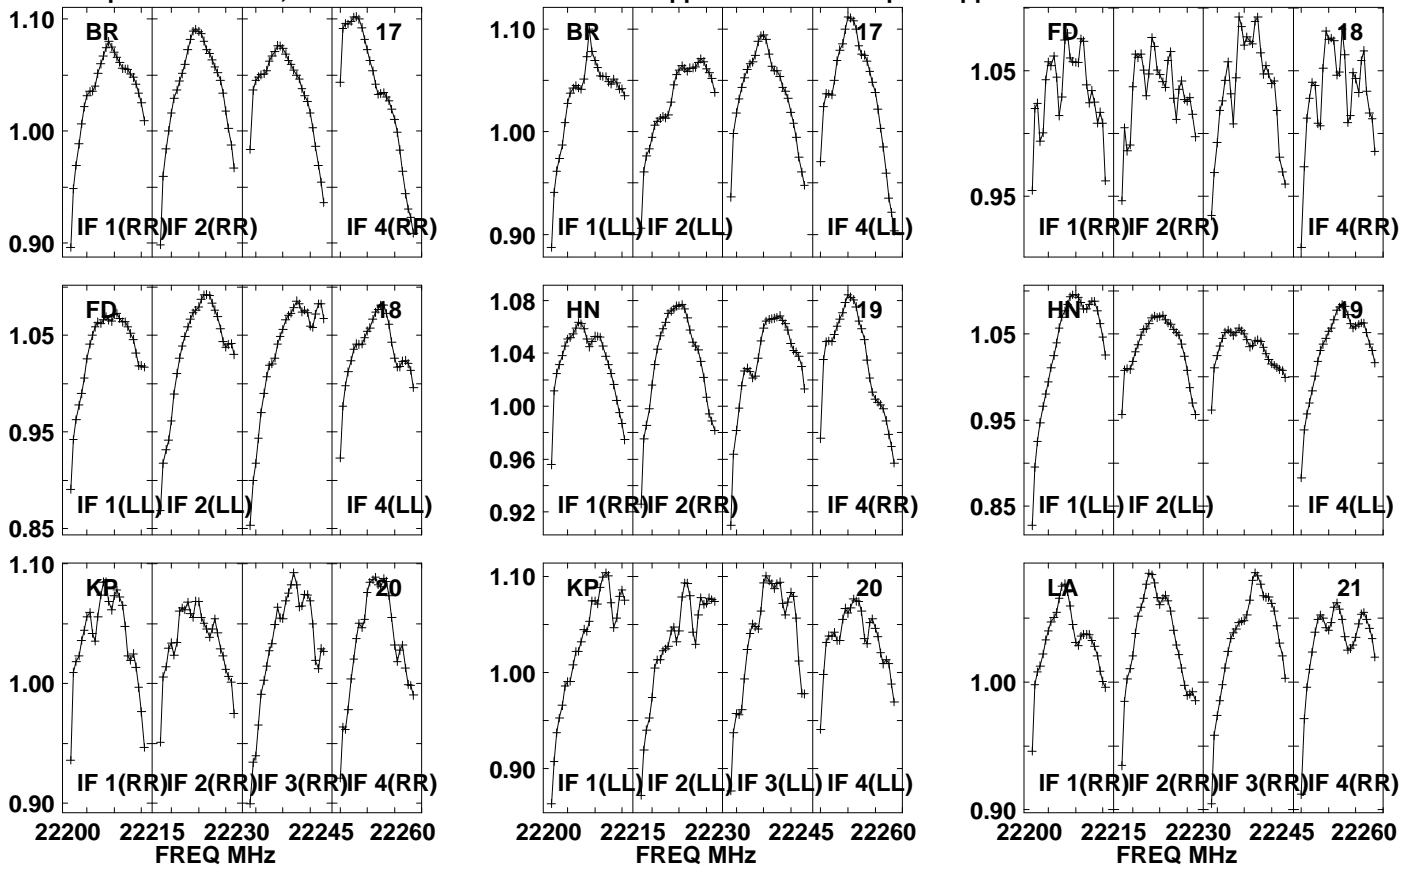 BR 17
1.10
1.00
0.90
IF 1(RR) IF 2(RR) IF 4(RR)
BR 17
1.10
1.00
0.90
IF 1(LL) IF 2(LL) IF 4(LL)
FD 18
1.05
0.95
IF 1(RR) IF 2(RR) IF 4(RR)
FD 18
1.05
0.95
0.85
IF 1(LL) IF 2(LL) IF 4(LL)
HN 19
1.08
1.04
1.00
0.96
0.92
IF 1(RR) IF 2(RR) IF 4(RR)
HN 19
1.05
0.95
0.85
IF 1(LL) IF 2(LL) IF 4(LL)
KP 20
1.10
1.00
0.90
IF 1(RR) IF 2(RR) IF 3(RR) IF 4(RR)
22200 22215 22230 22245 22260
FREQ MHz
KP 20
1.10
1.00
0.90
IF 1(LL) IF 2(LL) IF 3(LL) IF 4(LL)
22200 22215 22230 22245 22260
FREQ MHz
LA 21
1.00
0.90
IF 1(RR) IF 2(RR) IF 3(RR) IF 4(RR)
22200 22215 22230 22245 22260
FREQ MHz